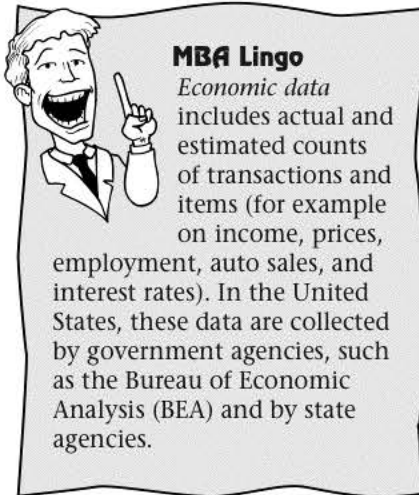 MBA Lingo
Economic data
includes actual and
estimated counts
of transactions and
items (for example
on income, prices,
employment, auto sales, and
interest rates). In the United
States, these data are collected
by government agencies, such
as the Bureau of Economic
Analysis (BEA) and by state
agencies.